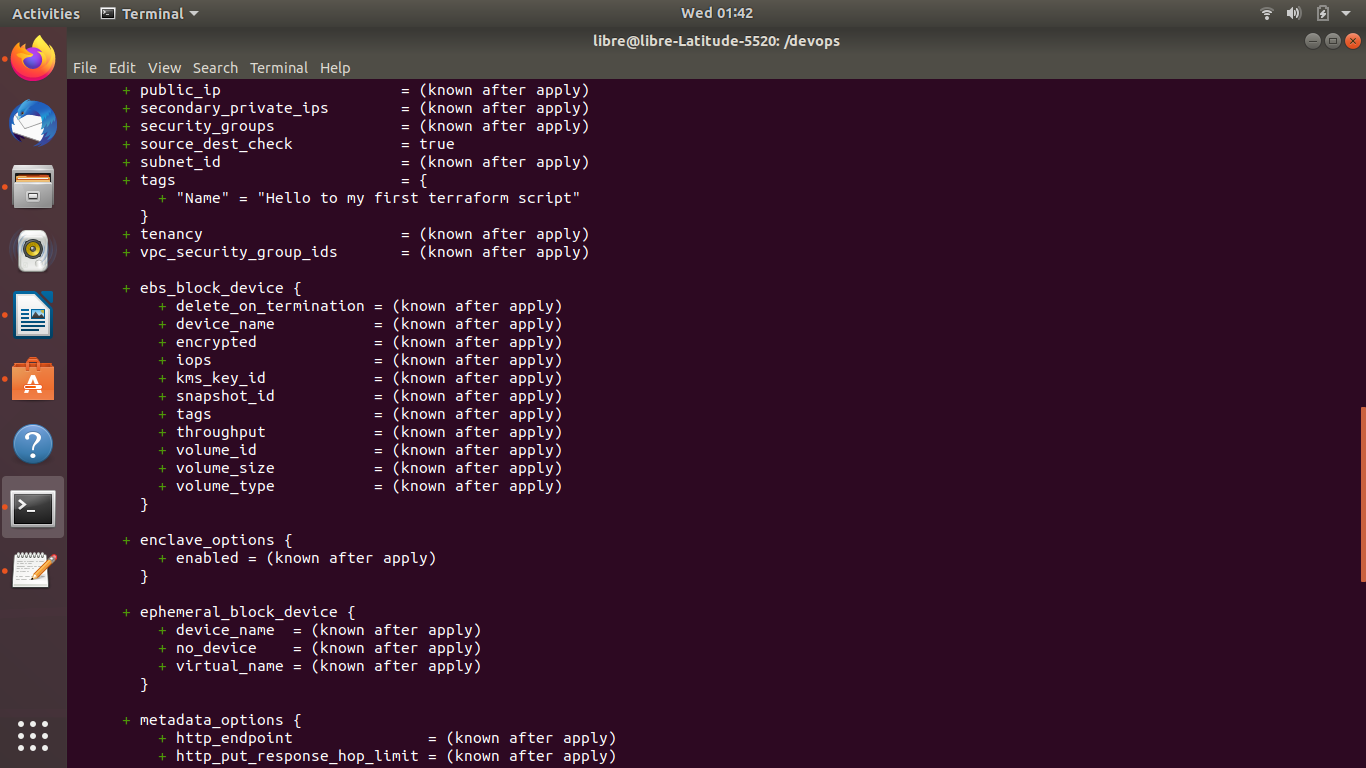 Activities Terminal Wed 01:42
libre@libre-Latitude-5520: /devops
File Edit View Search Terminal Help
+ public_ip = (known after apply)
+ secondary_private_ips = (known after apply)
+ security_groups = (known after apply)
+ source_dest_check = true
+ subnet_id = (known after apply)
+ tags = {
+ "Name" = "Hello to my first terraform script"
}
+ tenancy = (known after apply)
+ vpc_security_group_ids = (known after apply)
+ ebs_block_device {
+ delete_on_termination = (known after apply)
+ device_name = (known after apply)
+ encrypted = (known after apply)
+ iops = (known after apply)
+ kms_key_id = (known after apply)
+ snapshot_id = (known after apply)
+ tags = (known after apply)
+ throughput = (known after apply)
+ volume_id = (known after apply)
+ volume_size = (known after apply)
+ volume_type = (known after apply)
}
+ enclave_options {
+ enabled = (known after apply)
}
+ ephemeral_block_device {
+ device_name = (known after apply)
+ no_device = (known after apply)
+ virtual_name = (known after apply)
}
+ metadata_options {
+ http_endpoint = (known after apply)
+ http_put_response_hop_limit = (known after apply)